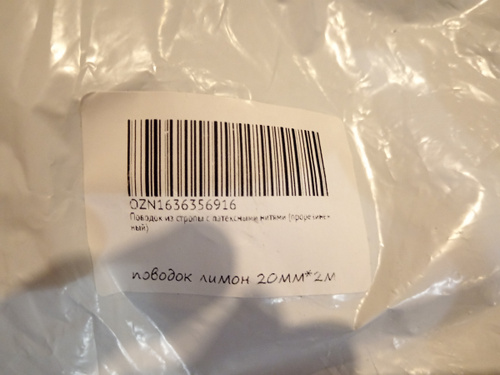 OZN1636356916
Поводок из стропы с латексными нитями (прорезинен-
ный)
поводок лимон 20мм*2м